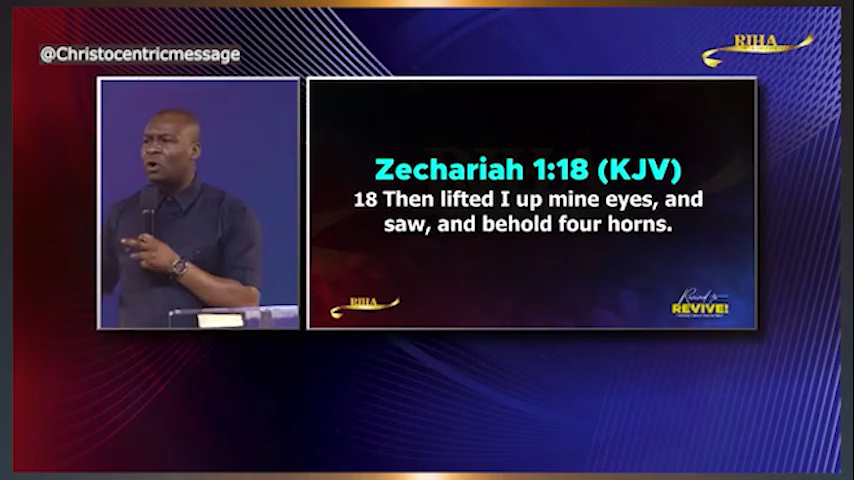 @Christocentricmessage
RIHA
Zechariah 1:18 (KJV)
18 Then lifted I up mine eyes, and
saw, and behold four horns.
RIHA
REVIVE!